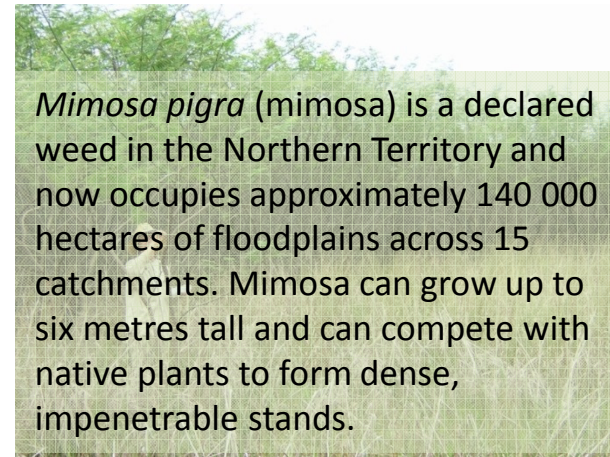 Mimosa pigra (mimosa) is a declared
weed in the Northern Territory and
now occupies approximately 140 000
hectares of floodplains across 15
catchments. Mimosa can grow up to
six metres tall and can compete with
native plants to form dense,
impenetrable stands.